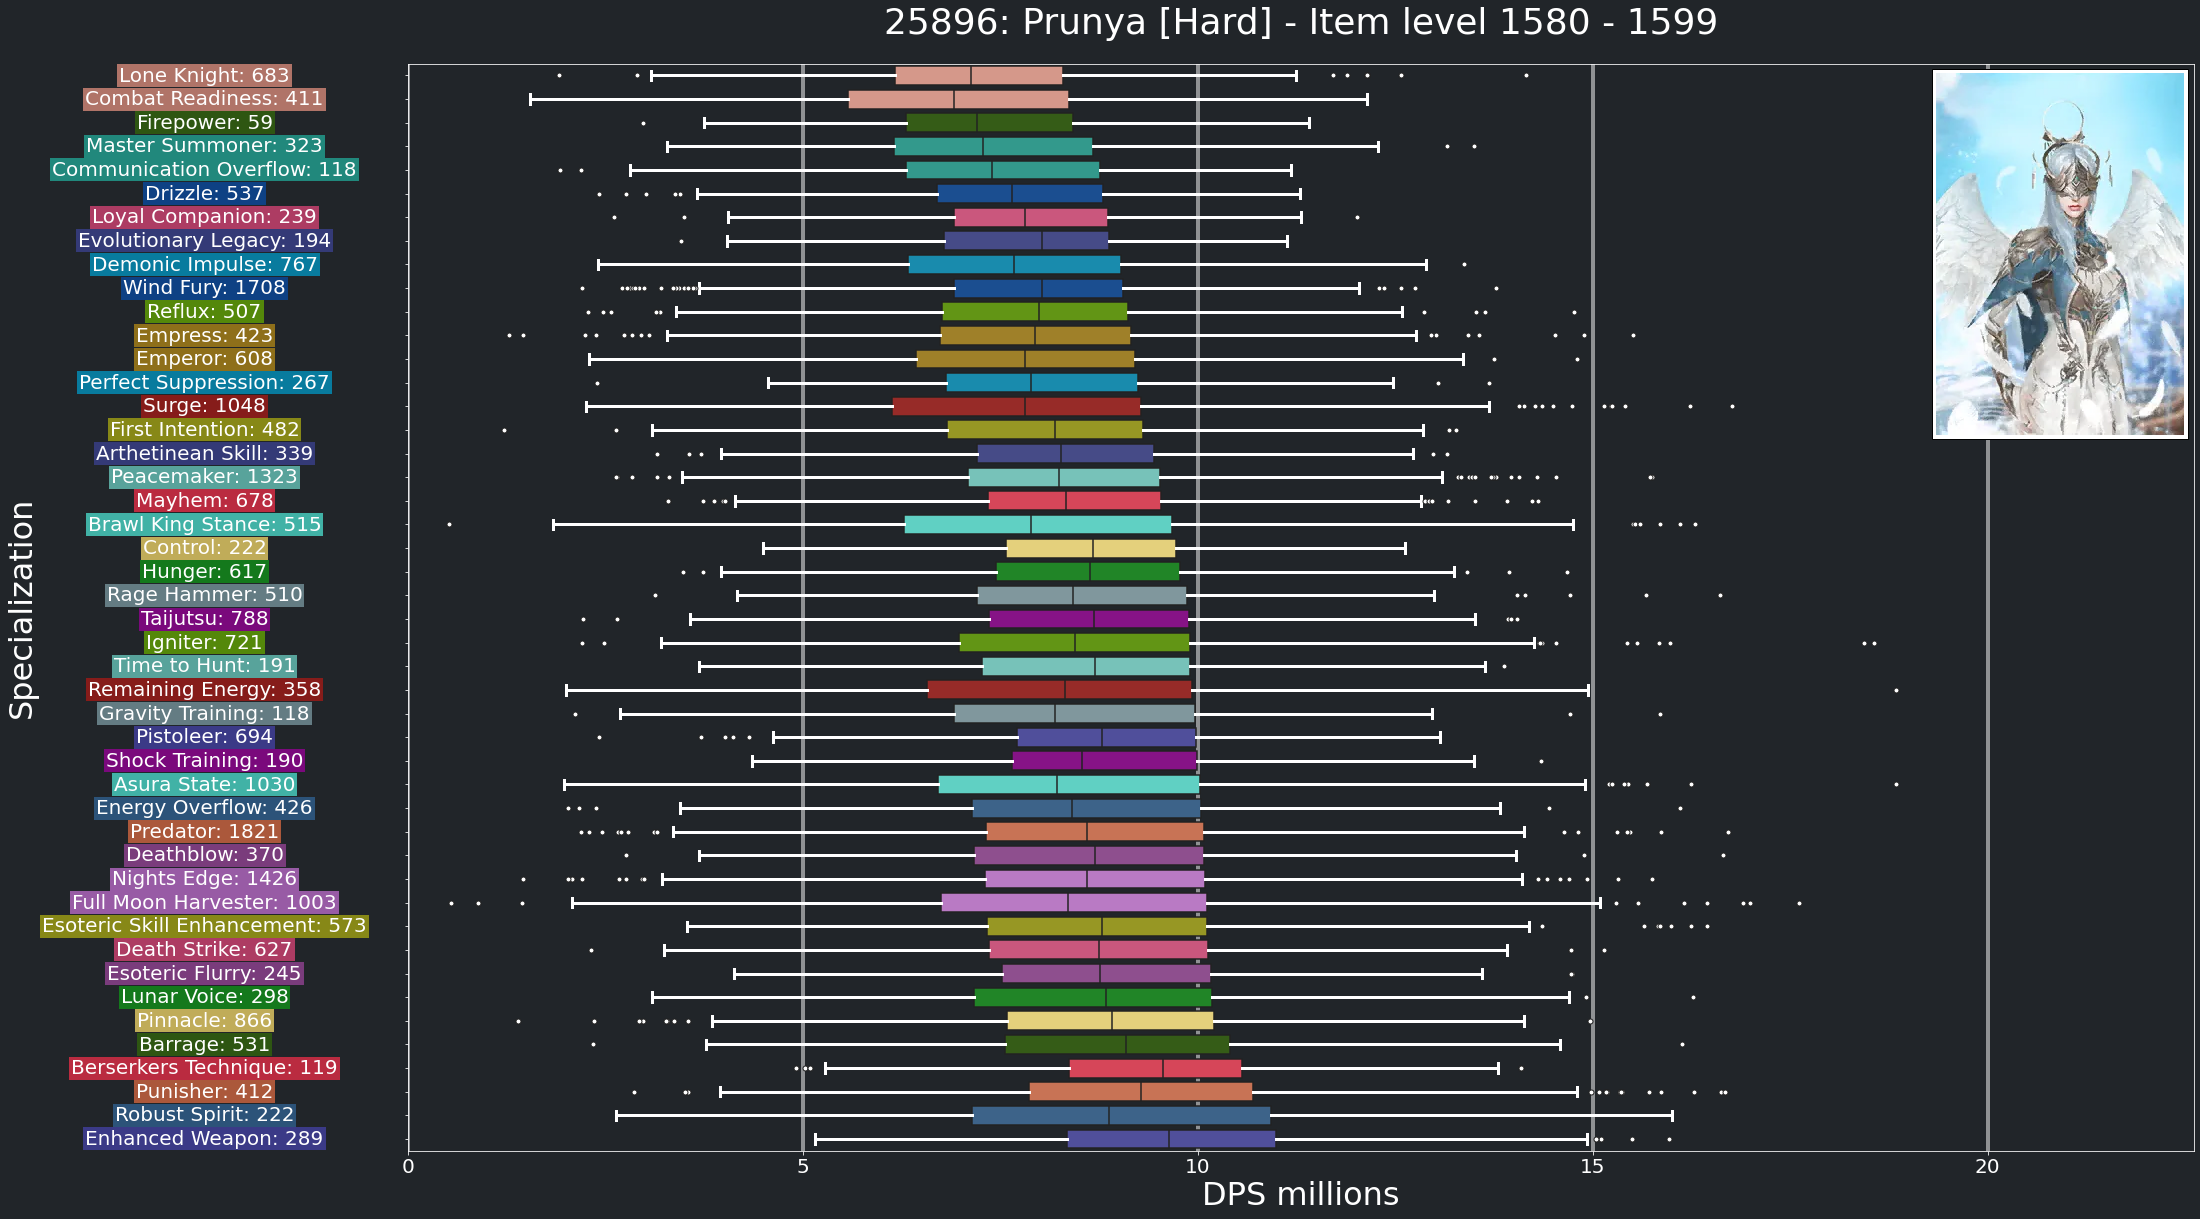 25896: Prunya [Hard] - Item level 1580 - 1599
Lone Knight: 683
Combat Readiness: 411
Firepower: 59
Master Summoner: 323
Communication Overflow: 118
Drizzle: 537
Loyal Companion: 239
Evolutionary Legacy: 194
Demonic Impulse: 767
Wind Fury: 1708
Reflux: 507
Empress: 423
Emperor: 608
Perfect Suppression: 267
Surge: 1048
First Intention: 482
Arthetinean Skill: 339
Peacemaker: 1323
Mayhem: 678
Brawl King Stance: 515
Control: 222
Hunger: 617
Rage Hammer: 510
Taijutsu: 788
Igniter: 721
Time to Hunt: 191
Remaining Energy: 358
Gravity Training: 118
Pistoleer: 694
Shock Training: 190
Asura State: 1030
Energy Overflow: 426
Predator: 1821
Deathblow: 370
Nights Edge: 1426
Full Moon Harvester: 1003
Esoteric Skill Enhancement: 573
Death Strike: 627
Esoteric Flurry: 245
Lunar Voice: 298
Pinnacle: 866
Barrage: 531
Berserkers Technique: 119
Punisher: 412
Robust Spirit: 222
Enhanced Weapon: 289
Specialization
0 5 10 15 20
DPS millions